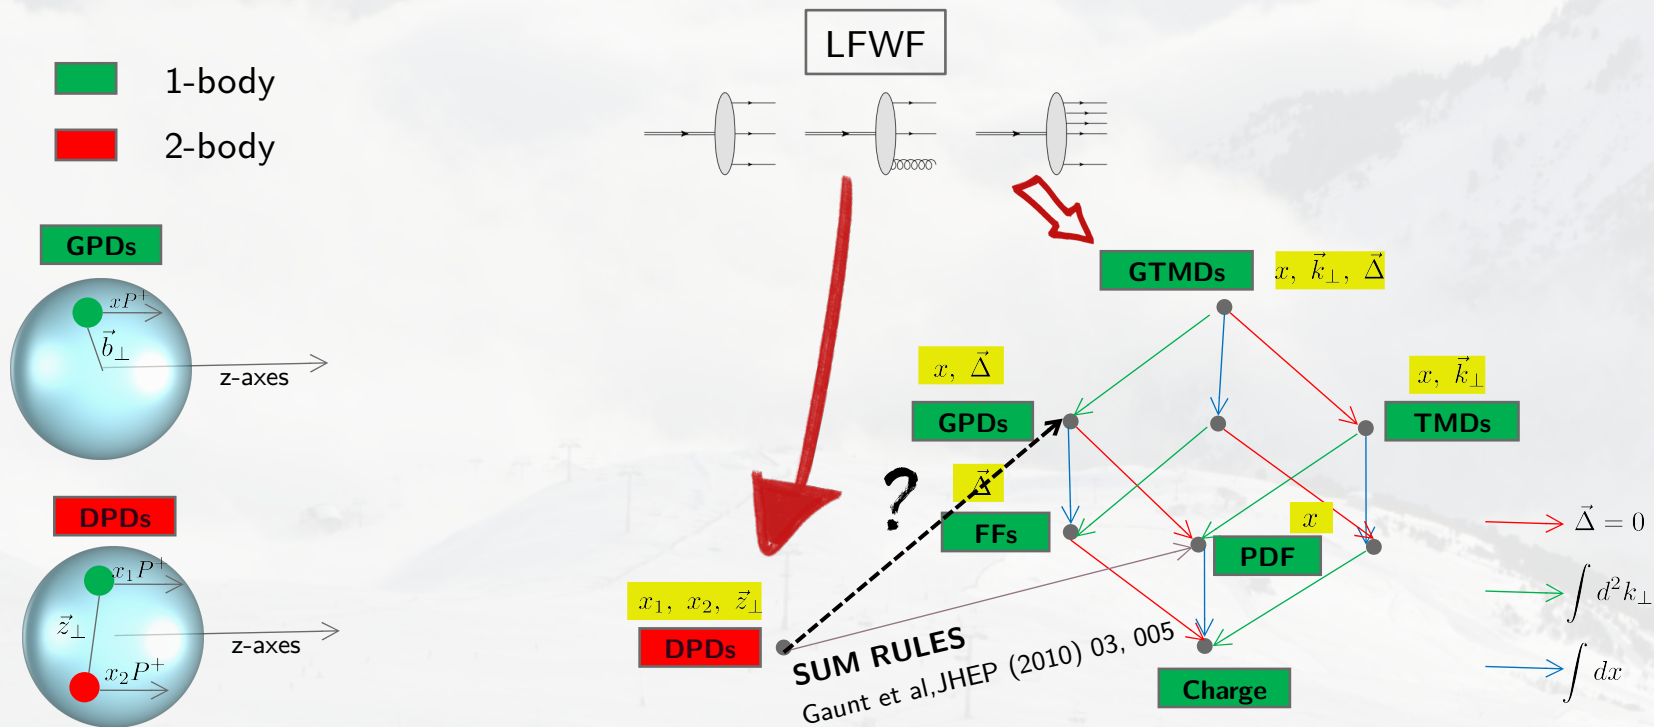 LFWF
1-body
2-body
GPDs
xP⁺
b⃗⊥
z-axes
DPDs
x₁P⁺
z⃗⊥
z-axes
x₂P⁺
GTMDs
x, k⃗⊥, Δ⃗
x, Δ⃗
GPDs
x, k⃗⊥
TMDs
?
Δ⃗
FFs
x
PDF
x₁, x₂, z⃗⊥
DPDs
SUM RULES
Gaunt et al,JHEP (2010) 03, 005
Charge
Δ⃗ = 0
∫ d²k⊥
∫ dx